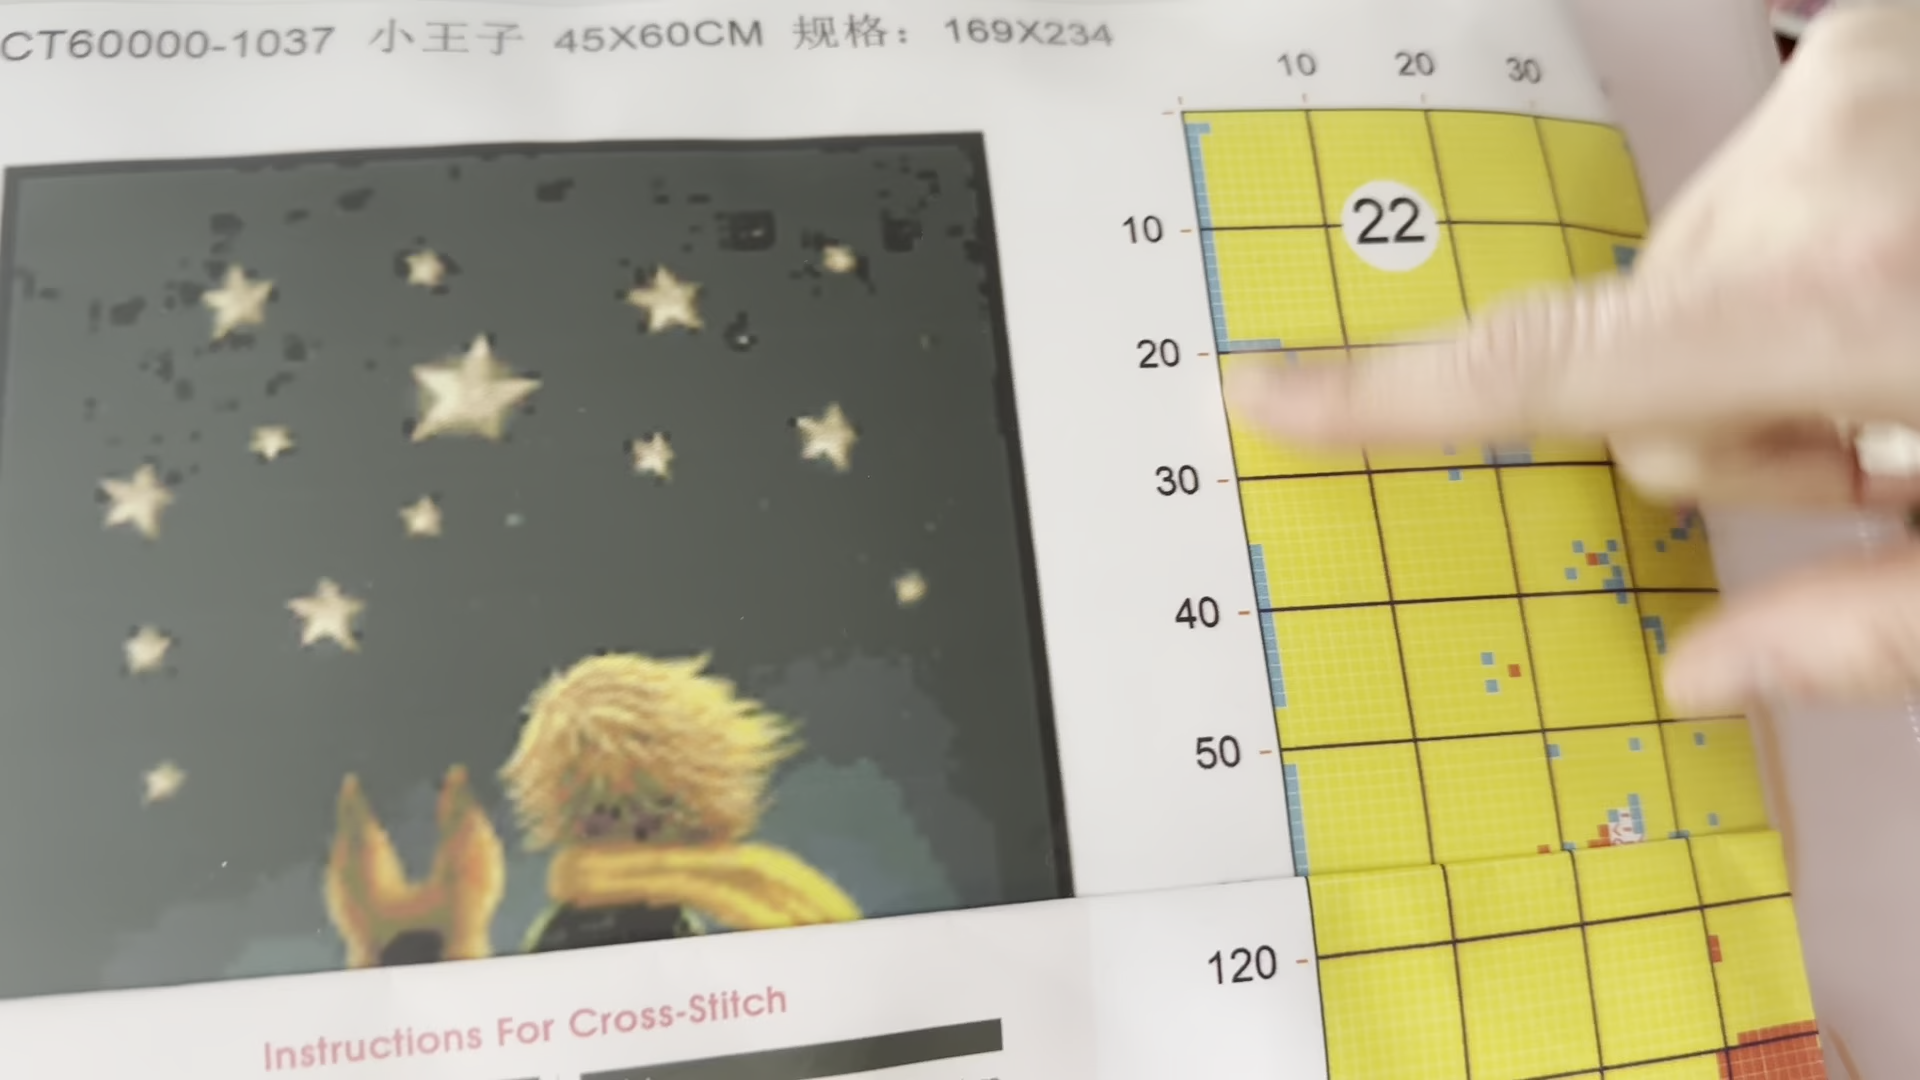 CT60000-1037 小王子 45X60CM 规格：169X234
10 20 30
10
22
20
30
40
50
120
Instructions For Cross-Stitch